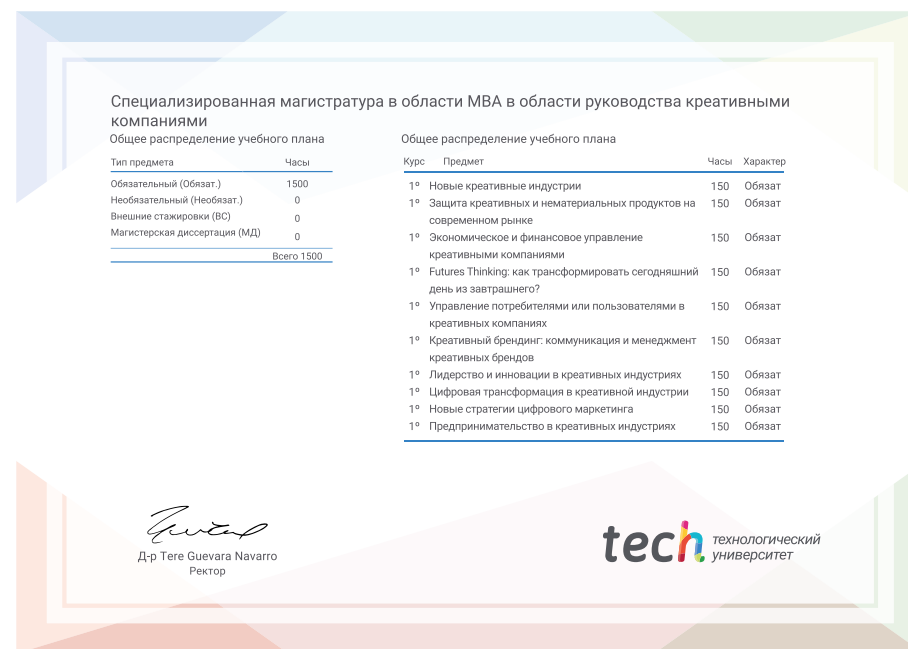 Специализированная магистратура в области MBA в области руководства креативными
компаниями
Общее распределение учебного плана
Тип предмета Часы
Обязательный (Обязат.) 1500
Необязательный (Необязат.) 0
Внешние стажировки (ВС) 0
Магистерская диссертация (МД) 0
Всего 1500
Общее распределение учебного плана
Курс Предмет Часы Характер
1º Новые креативные индустрии 150 Обязат
1º Защита креативных и нематериальных продуктов на 150 Обязат
современном рынке
1º Экономическое и финансовое управление 150 Обязат
креативными компаниями
1º Futures Thinking: как трансформировать сегодняшний 150 Обязат
день из завтрашнего?
1º Управление потребителями или пользователями в 150 Обязат
креативных компаниях
1º Креативный брендинг: коммуникация и менеджмент 150 Обязат
креативных брендов
1º Лидерство и инновации в креативных индустриях 150 Обязат
1º Цифровая трансформация в креативной индустрии 150 Обязат
1º Новые стратегии цифрового маркетинга 150 Обязат
1º Предпринимательство в креативных индустриях 150 Обязат
Д-р Tere Guevara Navarro
Ректор
tech технологический
университет